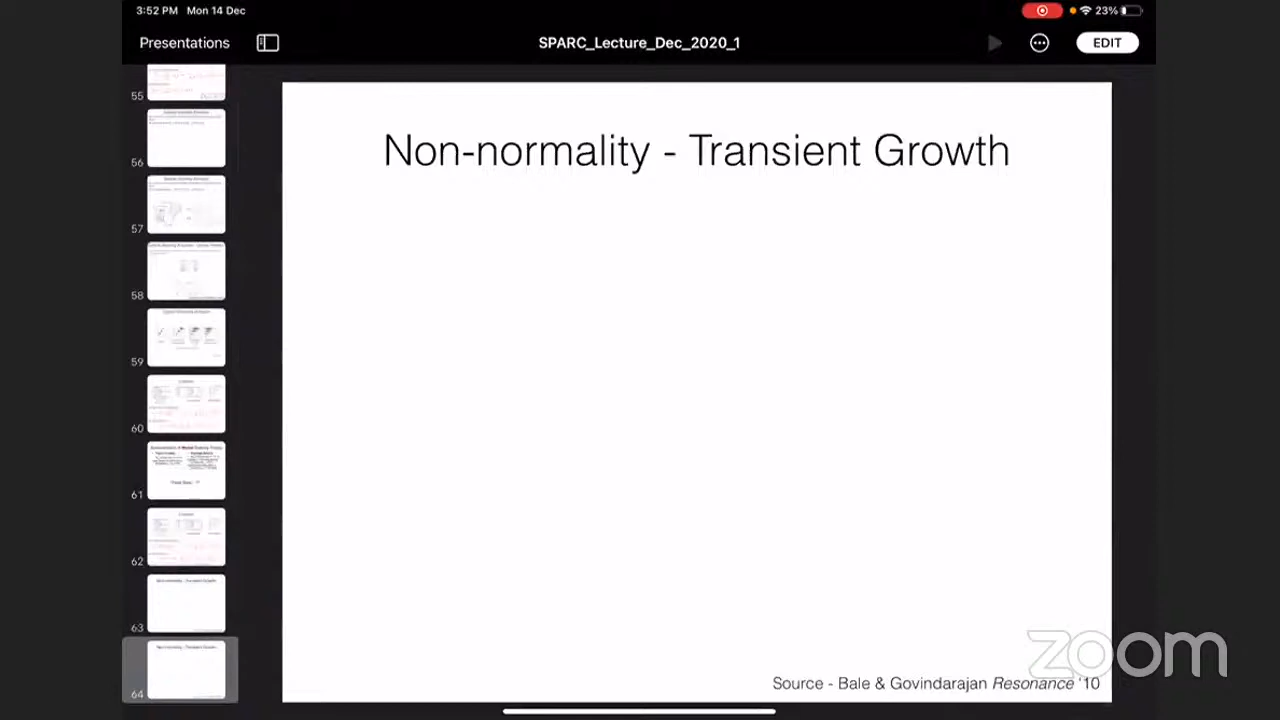 3:52 PM Mon 14 Dec
23%
Presentations
SPARC_Lecture_Dec_2020_1
EDIT
55
56
57
58
59
60
61
62
63
64
Non-normality - Transient Growth
Source - Bale & Govindarajan Resonance '10
zoom